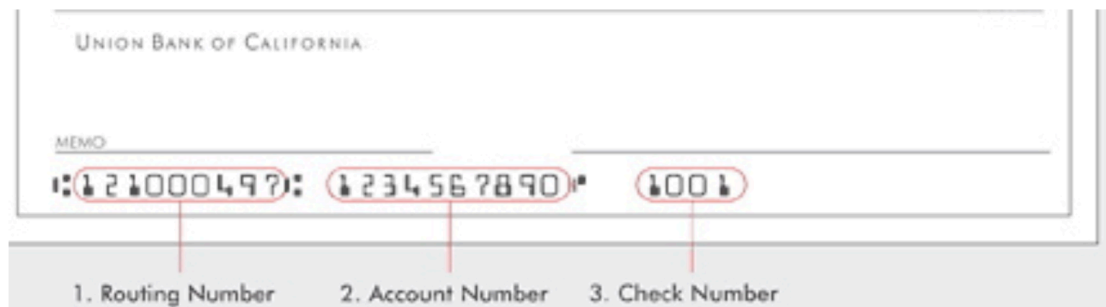 UNION BANK OF CALIFORNIA
MEMO
⑆121000497⑆ 1234567890⑈ 1001
1. Routing Number 2. Account Number 3. Check Number